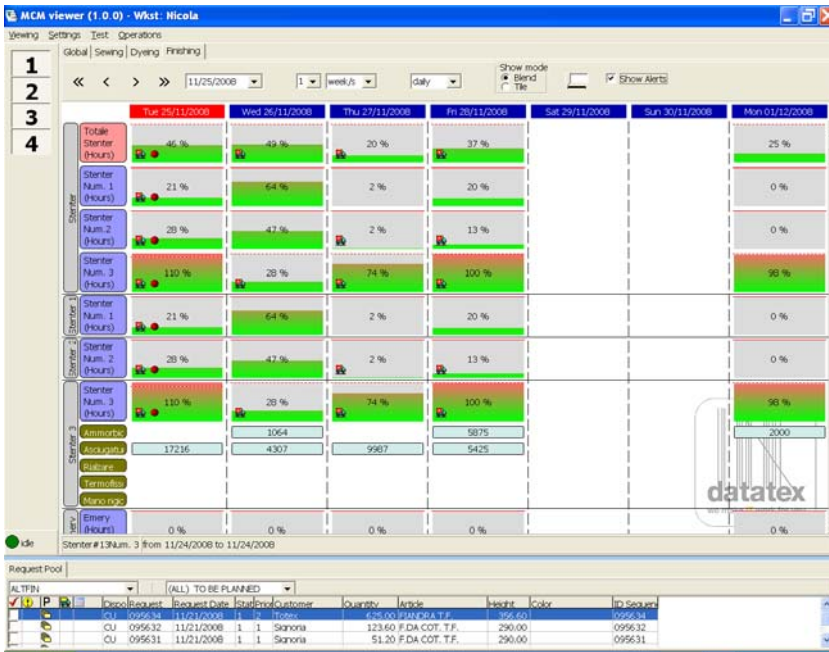 MCM viewer (1.0.0) - Wkst: Nicola
Viewing Settings Test Operations
Global Sewing Dyeing Finishing
1
2
3
4
11/25/2008 1 week/s daily Show mode Blend Tile Show Alerts
Tue 25/11/2008 Wed 26/11/2008 Thu 27/11/2008 Fri 28/11/2008 Sat 29/11/2008 Sun 30/11/2008 Mon 01/12/2008
Stenter
Totale Stenter (Hours) 46 % 49 % 20 % 37 % 25 %
Stenter Num. 1 (Hours) 21 % 64 % 2 % 20 % 0 %
Stenter Num.2 (Hours) 28 % 47 % 2 % 13 % 0 %
Stenter Num. 3 (Hours) 110 % 28 % 74 % 100 % 98 %
Stenter 1
Stenter Num. 1 (Hours) 21 % 64 % 2 % 20 % 0 %
Stenter 2
Stenter Num. 2 (Hours) 28 % 47 % 2 % 13 % 0 %
Stenter 3
Stenter Num. 3 (Hours) 110 % 28 % 74 % 100 % 98 %
Ammorbic 1064 5875 2000
Asciugatu 17216 4307 9987 5425
Rialzare
Termofissi
Mano rigic
datatex
Emery (Hours) 0 % 0 % 0 % 0 % 0 %
idle Stenter#13Num. 3 from 11/24/2008 to 11/24/2008
Request Pool
ALTFIN (ALL) TO BE PLANNED
P Dispo Request Request Date Stat Prior Customer Quantity Article Height Color ID Sequen
CU 095634 11/21/2008 1 2 Totex 625.00 FIANDRA T.F. 356.60 095634
CU 095632 11/21/2008 1 1 Signoria 123.60 F.DA COT. T.F. 290.00 095632
CU 095631 11/21/2008 1 1 Signoria 51.20 F.DA COT. T.F. 290.00 095631